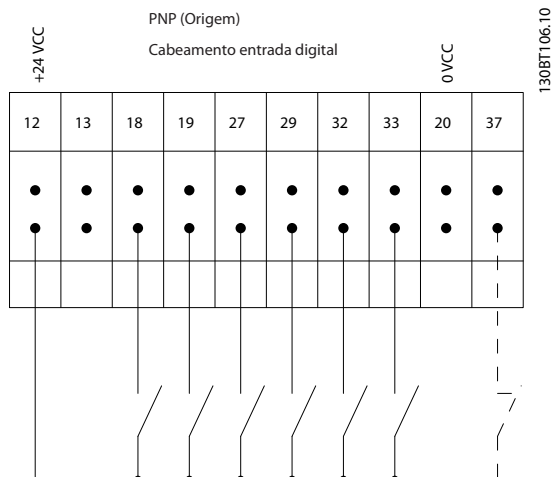 PNP (Origem)
Cabeamento entrada digital
+24 VCC
0 VCC
130BT106.10
12 13 18 19 27 29 32 33 20 37